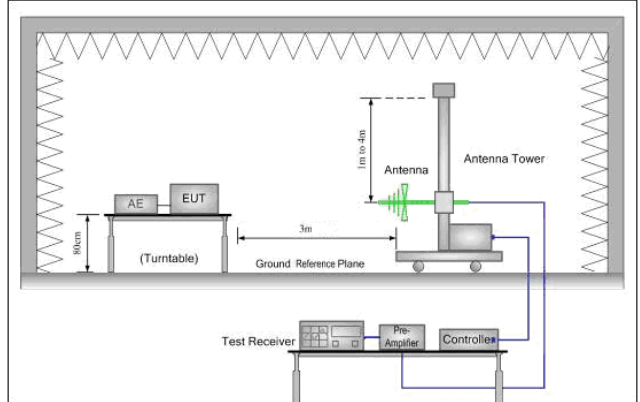 1m to 4m
Antenna
Antenna Tower
AE
EUT
80cm
(Turntable)
3m
Ground Reference Plane
Test Receiver
Pre-
Amplifier
Controller